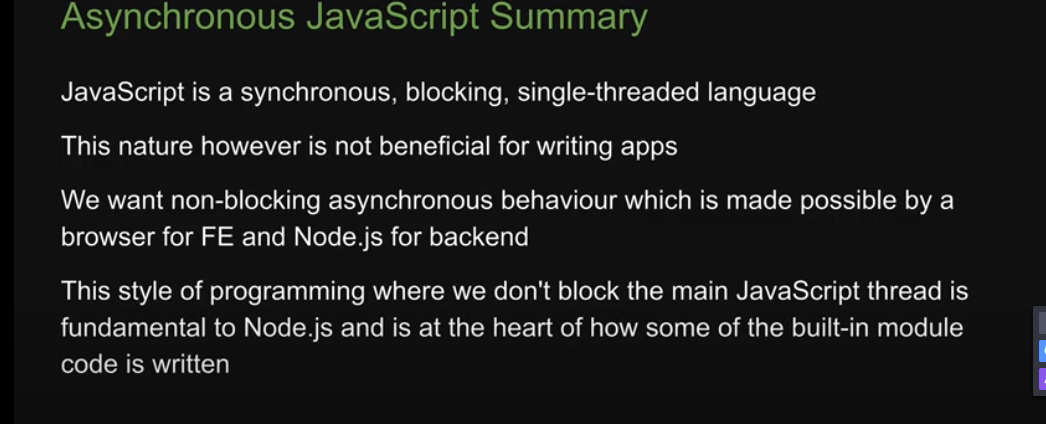 Asynchronous JavaScript Summary
JavaScript is a synchronous, blocking, single-threaded language
This nature however is not beneficial for writing apps
We want non-blocking asynchronous behaviour which is made possible by a
browser for FE and Node.js for backend
This style of programming where we don't block the main JavaScript thread is
fundamental to Node.js and is at the heart of how some of the built-in module
code is written